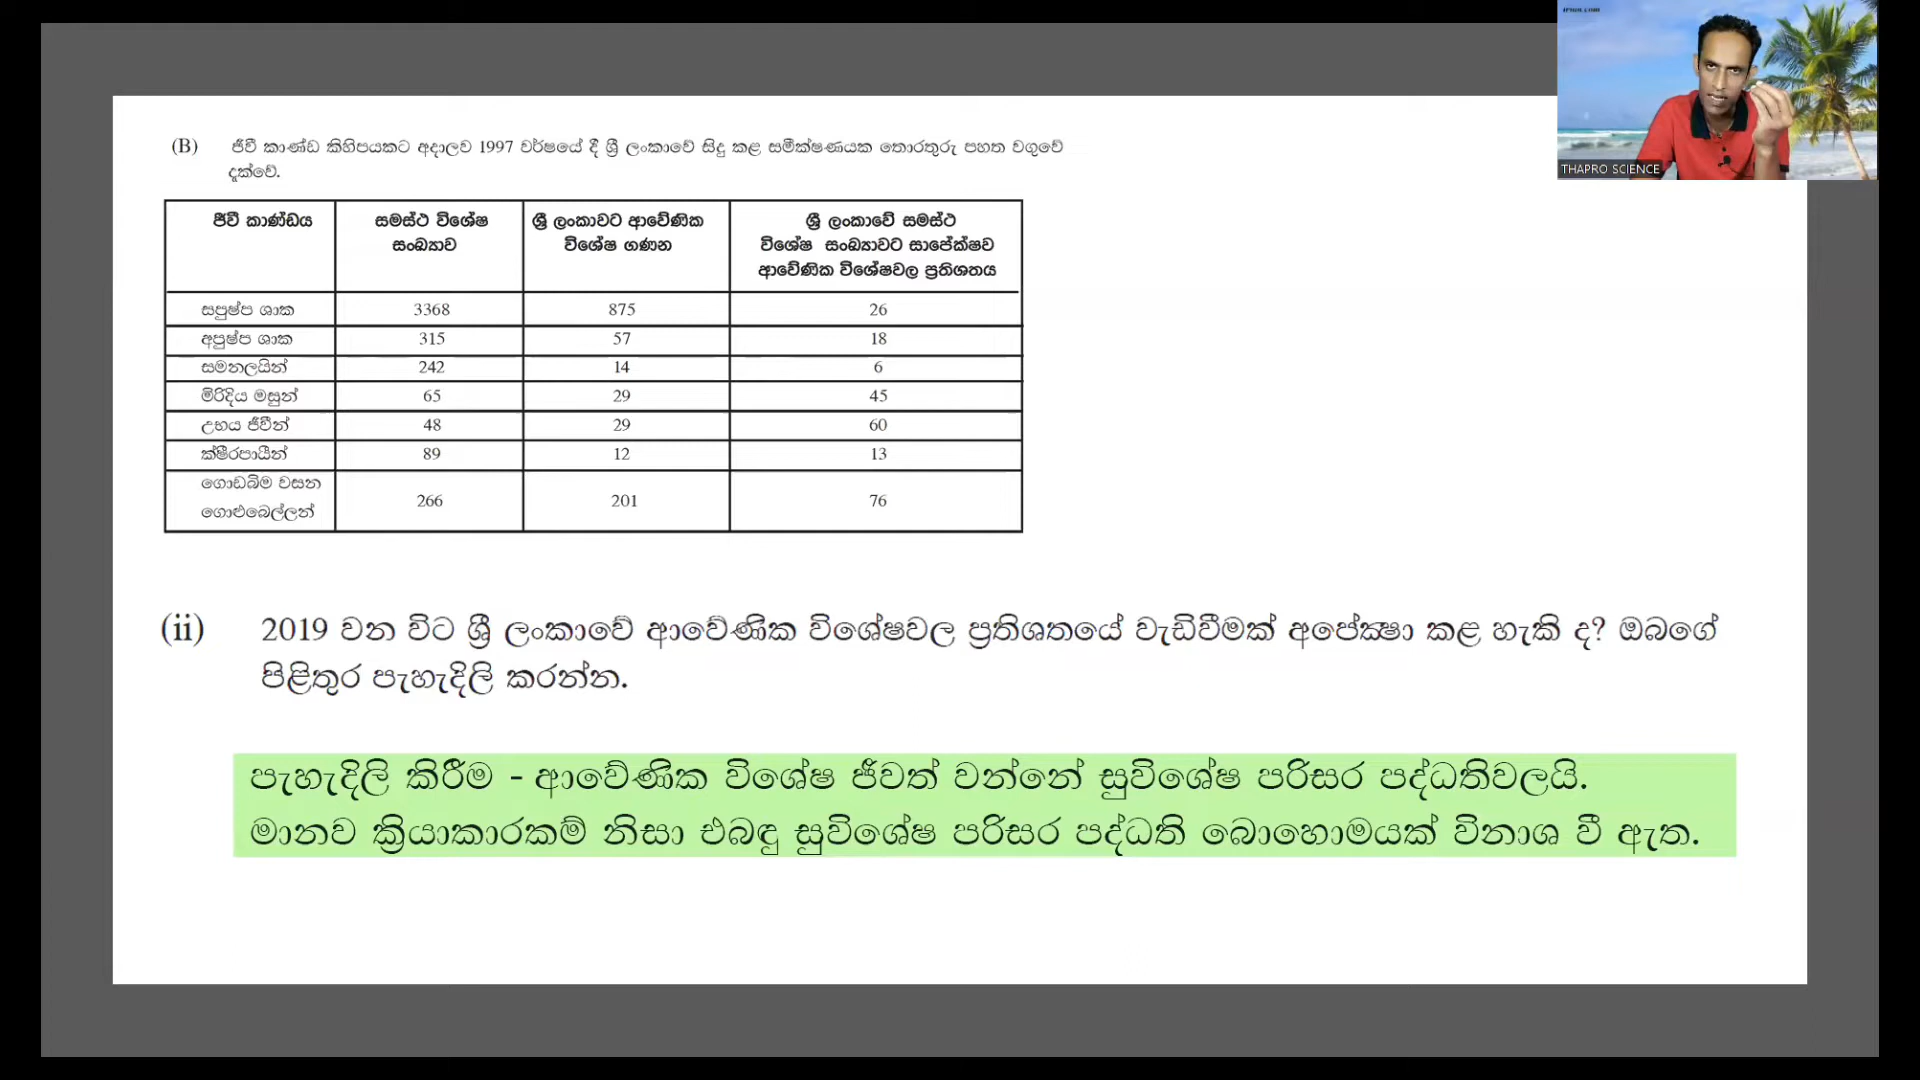 THAPRO SCIENCE
(B) ජීවී කාණ්ඩ කිහිපයකට අදාලව 1997 වර්ෂයේ දී ශ්‍රී ලංකාවේ සිදු කළ සමීක්ෂණයක තොරතුරු පහත වගුවේ
දැක්වේ.
ජීවී කාණ්ඩය සමස්ථ විශේෂ සංඛ්‍යාව ශ්‍රී ලංකාවට ආවේණික විශේෂ ගණන ශ්‍රී ලංකාවේ සමස්ථ විශේෂ සංඛ්‍යාවට සාපේක්ෂව ආවේණික විශේෂවල ප්‍රතිශතය
සපුෂ්ප ශාක 3368 875 26
අපුෂ්ප ශාක 315 57 18
සමනලයින් 242 14 6
මිරිදිය මසුන් 65 29 45
උභය ජීවීන් 48 29 60
ක්ෂීරපායීන් 89 12 13
ගොඩබිම වසන ගොළුබෙල්ලන් 266 201 76
(ii) 2019 වන විට ශ්‍රී ලංකාවේ ආවේණික විශේෂවල ප්‍රතිශතයේ වැඩිවීමක් අපේක්‍ෂා කළ හැකි ද? ඔබගේ
පිළිතුර පැහැදිලි කරන්න.
පැහැදිලි කිරීම - ආවේණික විශේෂ ජීවත් වන්නේ සුවිශේෂ පරිසර පද්ධතිවලයි.
මානව ක්‍රියාකාරකම් නිසා එබඳු සුවිශේෂ පරිසර පද්ධති බොහොමයක් විනාශ වී ඇත.